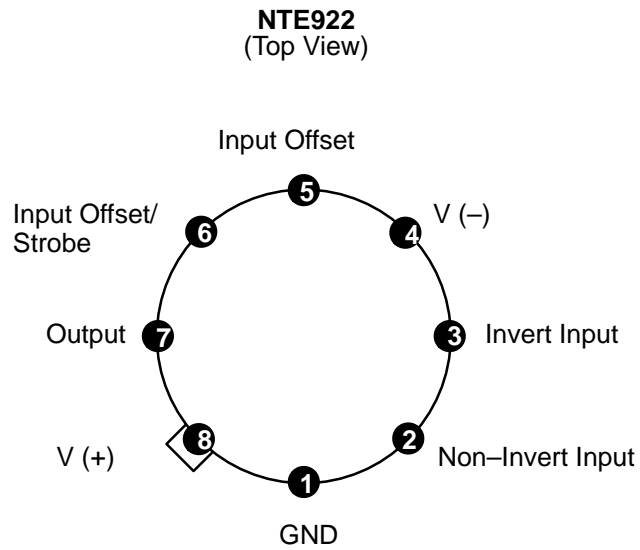 NTE922
(Top View)
Input Offset
5
Input Offset/
Strobe
6
4
V (–)
Output
7
3
Invert Input
V (+)
8
2
Non–Invert Input
1
GND